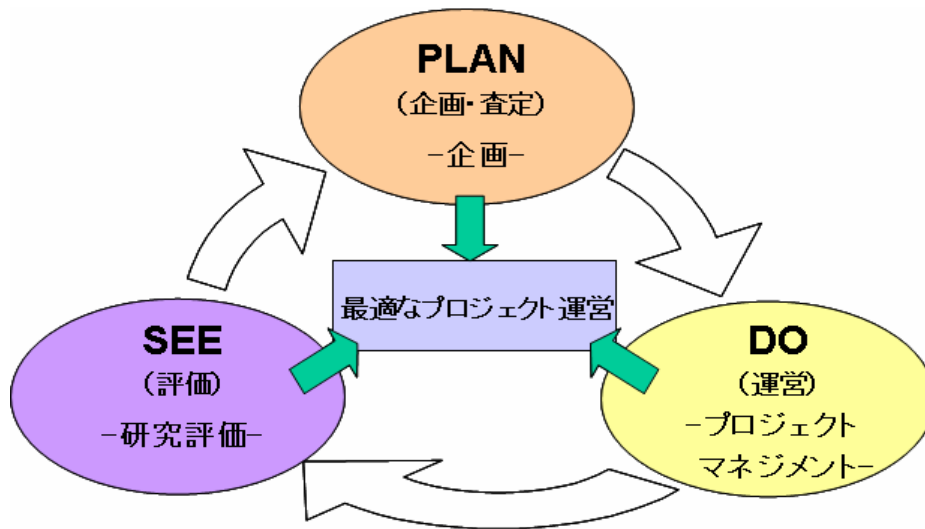 PLAN
（企画・査定）
－企画－
最適なプロジェクト運営
SEE
（評価）
－研究評価－
DO
（運営）
－プロジェクト
マネジメント－